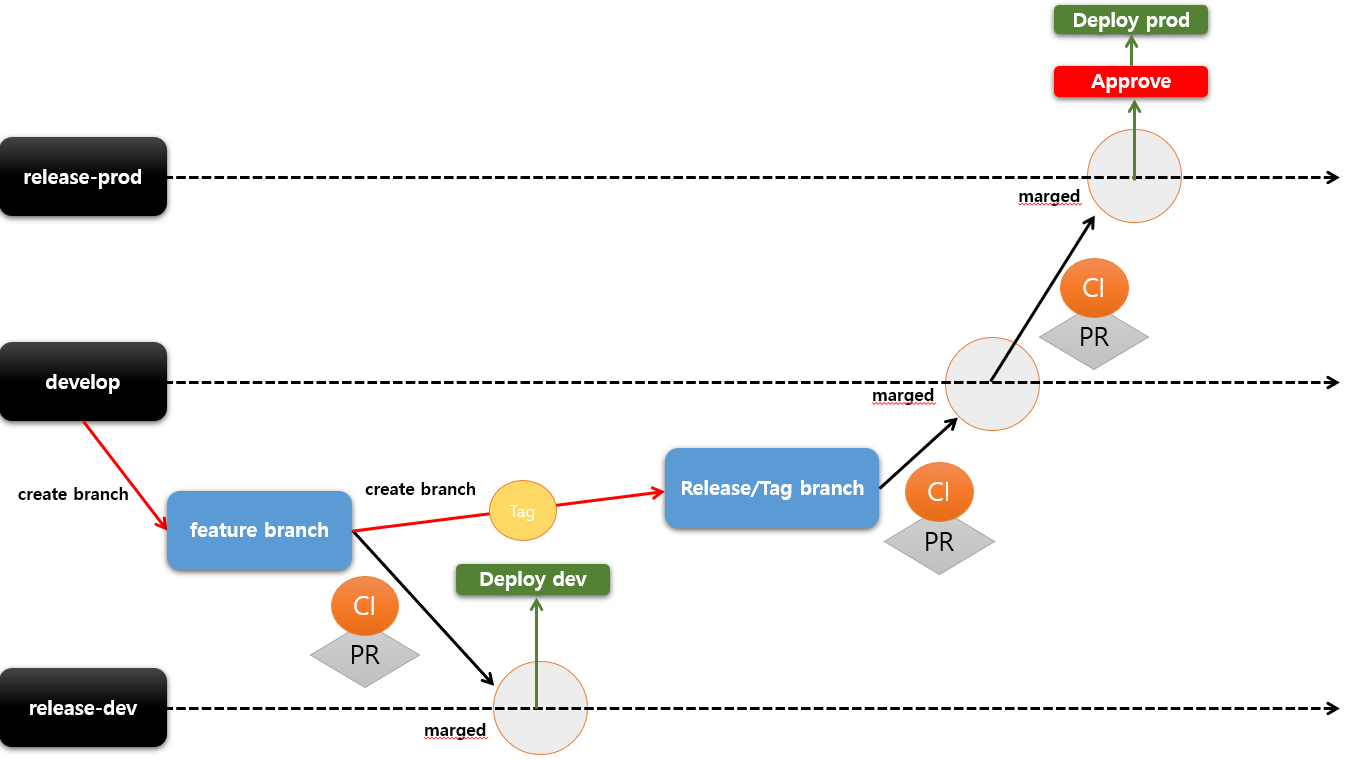 Deploy prod
Approve
release-prod
marged
CI
PR
develop
marged
create branch
create branch
Release/Tag branch
feature branch
Tag
CI
PR
Deploy dev
CI
PR
release-dev
marged